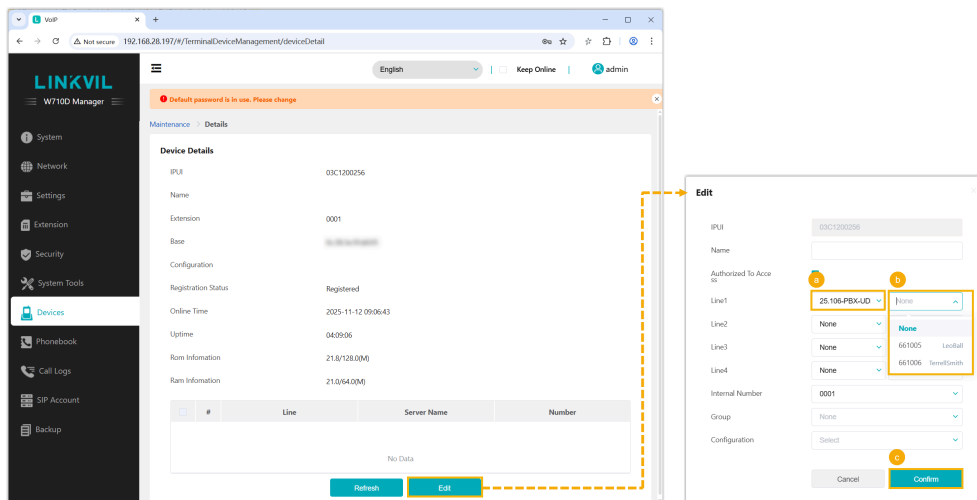 VoIP
Not secure 192.168.28.197/#/TerminalDeviceManagement/deviceDetail
LINKVIL
W710D Manager
System
Network
Settings
Extension
Security
System Tools
Devices
Phonebook
Call Logs
SIP Account
Backup
English
Keep Online
admin
Default password is in use. Please change
Maintenance > Details
Device Details
IPUI 03C1200256
Name
Extension 0001
Base
Configuration
Registration Status Registered
Online Time 2025-11-12 09:06:43
Uptime 04:09:06
Rom Infomation 21.8/128.0(M)
Ram Infomation 21.0/64.0(M)
# Line Server Name Number
No Data
Refresh Edit
Edit
IPUI 03C1200256
Name
Authorized To Acce
ss
a b
Line1 25.106-PBX-UD None
None
Line2 None
661005 LeoBall
Line3 None
661006 TerrellSmith
Line4 None
Internal Number 0001
Group None
Configuration Select
c
Cancel Confirm